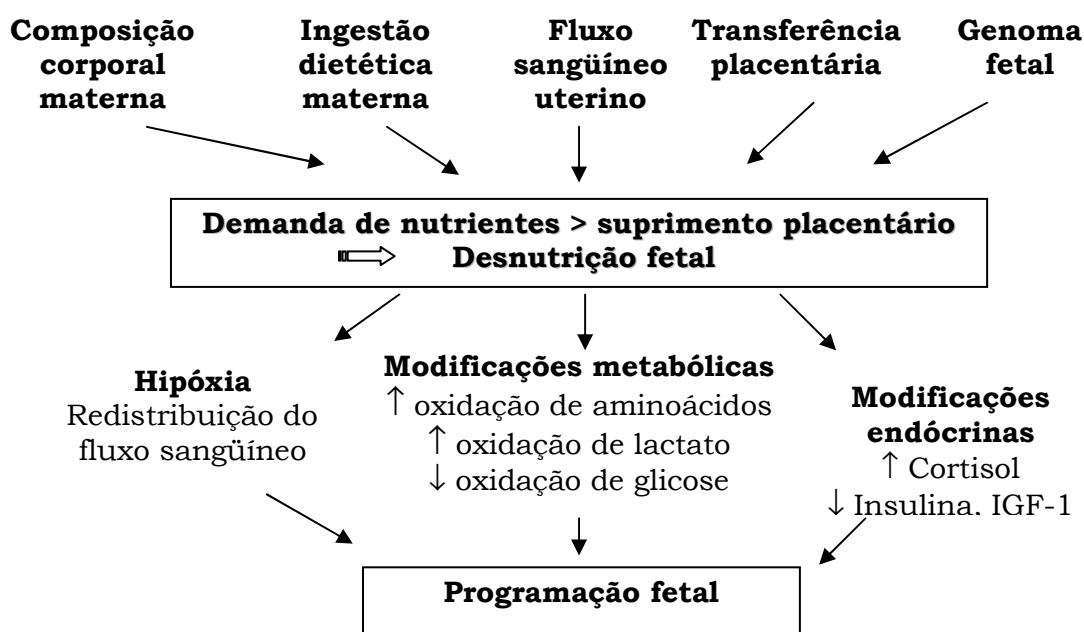 Composição
corporal
materna
Ingestão
dietética
materna
Fluxo
sangüíneo
uterino
Transferência
placentária
Genoma
fetal
Demanda de nutrientes > suprimento placentário
Desnutrição fetal
Hipóxia
Redistribuição do
fluxo sangüíneo
Modificações metabólicas
↑ oxidação de aminoácidos
↑ oxidação de lactato
↓ oxidação de glicose
Modificações
endócrinas
↑ Cortisol
↓ Insulina, IGF-1
Programação fetal